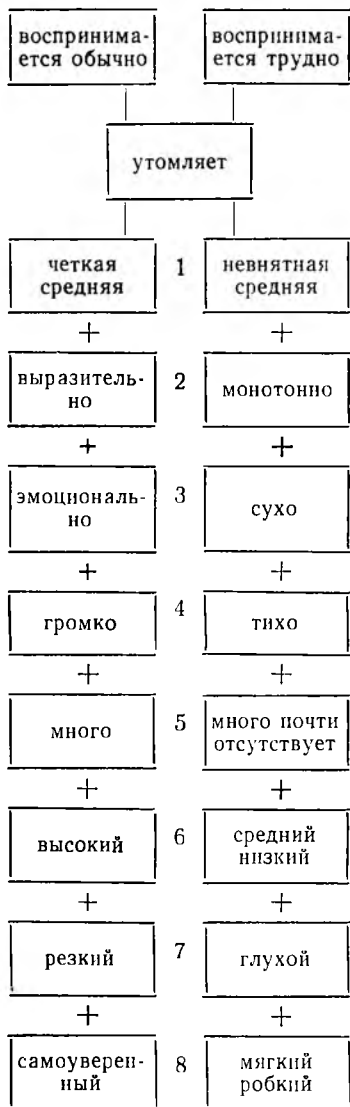 воспринима-
ется обычно
воспринима-
ется трудно
утомляет
четкая
средняя
1
невнятная
средняя
+
+
выразитель-
но
2
монотонно
+
+
эмоциональ-
но
3
сухо
+
+
громко
4
тихо
+
+
много
5
много почти
отсутствует
+
+
высокий
6
средний
низкий
+
+
резкий
7
глухой
+
+
самоуверен-
ный
8
мягкий
робкий